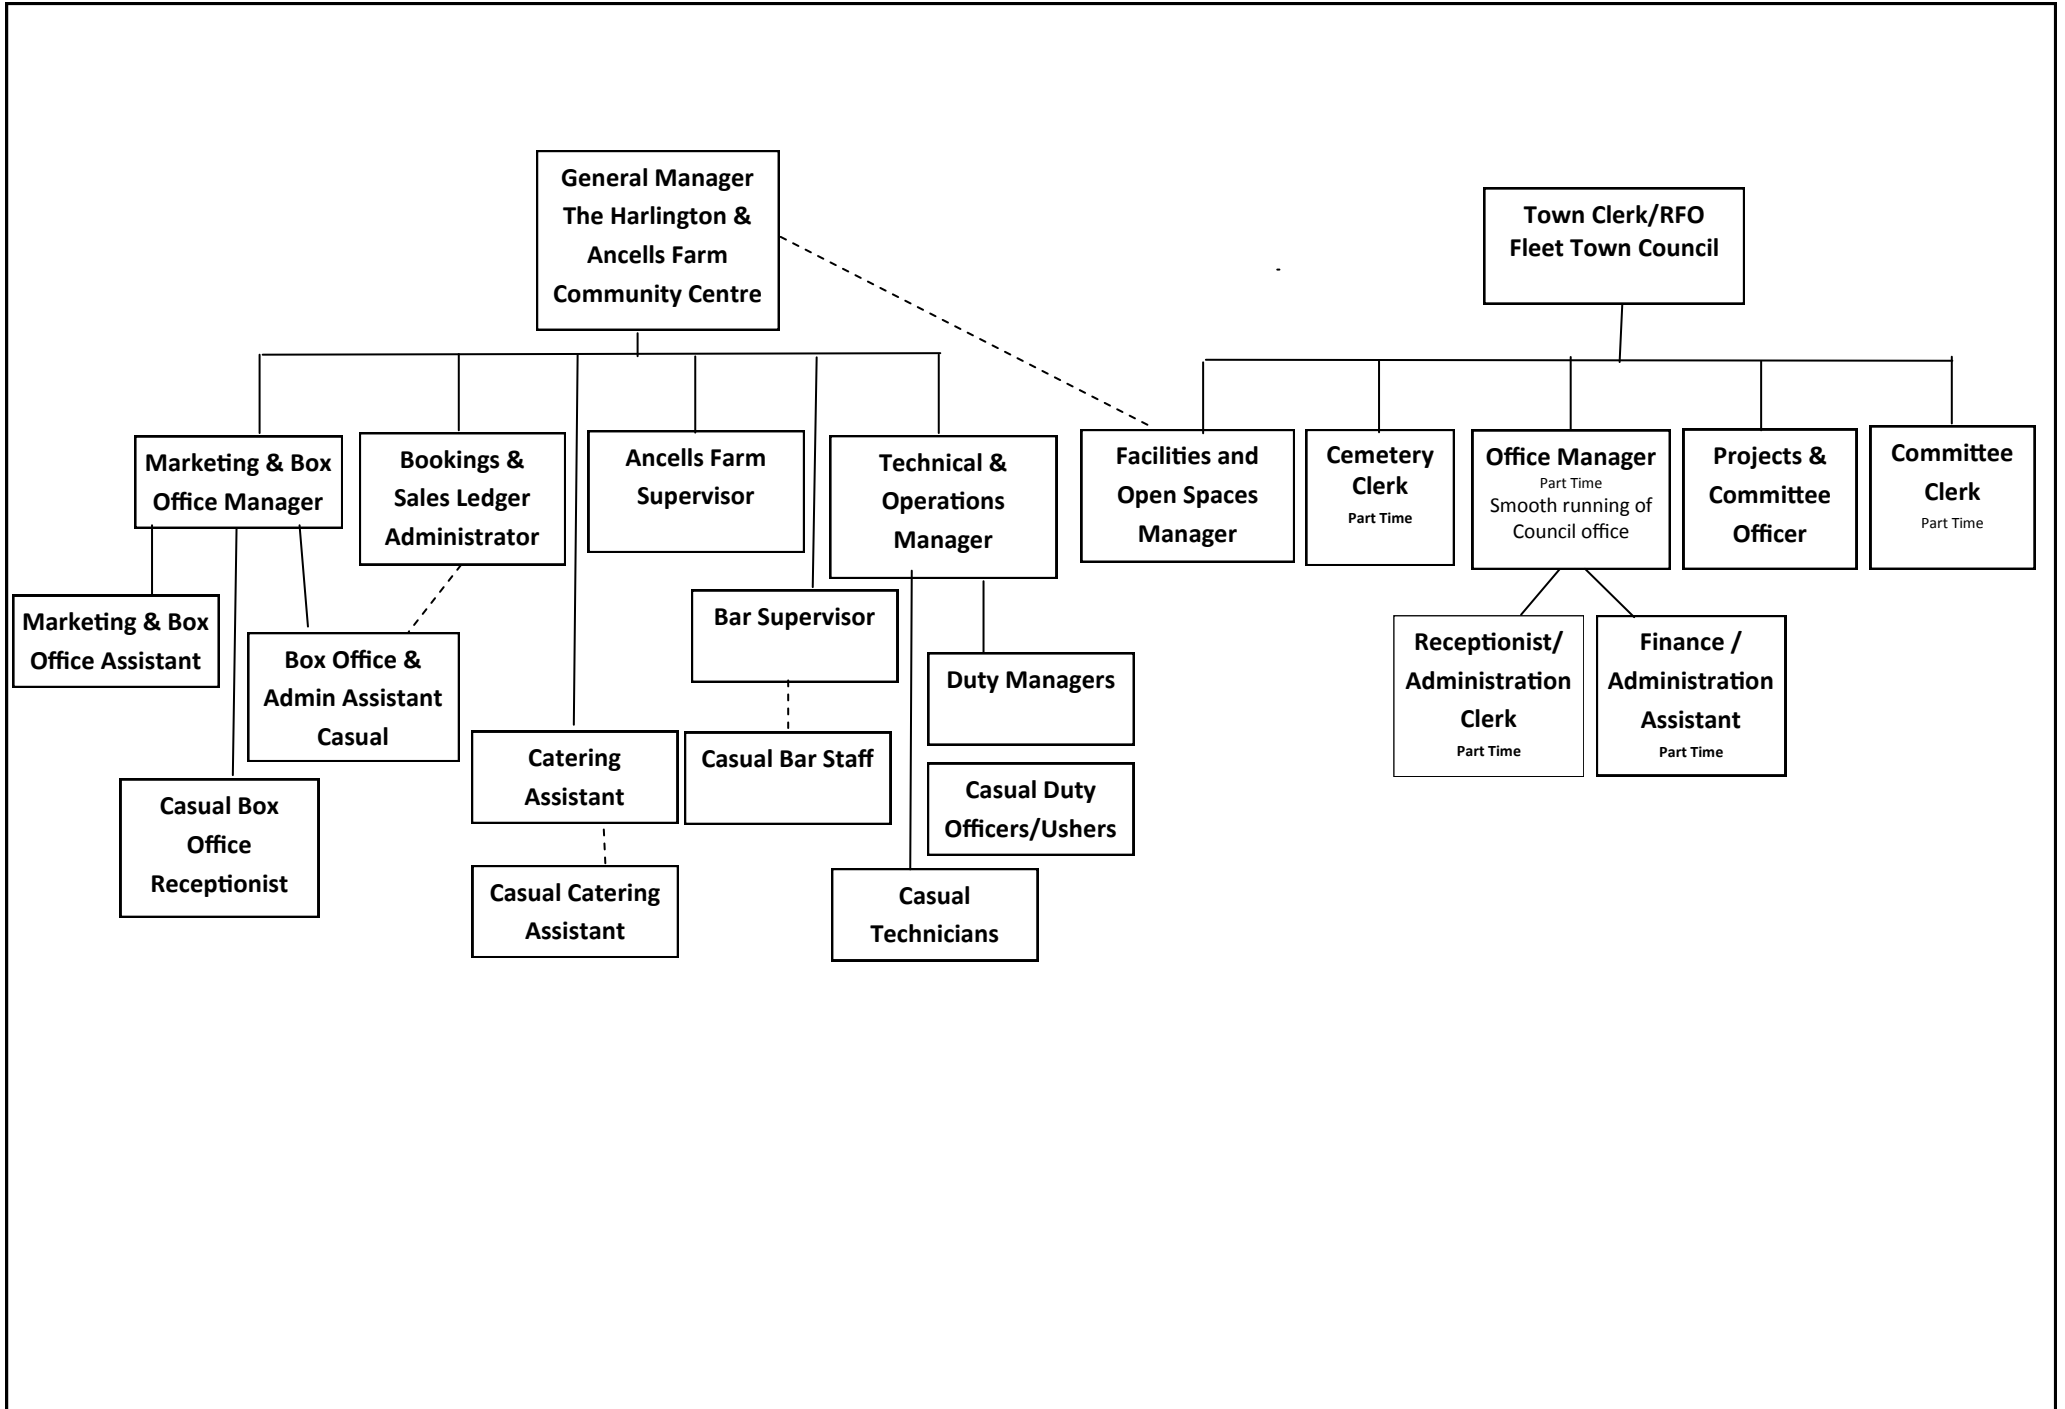 General Manager
The Harlington &
Ancells Farm
Community Centre
Town Clerk/RFO
Fleet Town Council
-
Marketing & Box
Office Manager
Bookings &
Sales Ledger
Administrator
Ancells Farm
Supervisor
Technical &
Operations
Manager
Facilities and
Open Spaces
Manager
Cemetery
Clerk
Part Time
Office Manager
Part Time
Smooth running of
Council office
Projects &
Committee
Officer
Committee
Clerk
Part Time
Marketing & Box
Office Assistant
Box Office &
Admin Assistant
Casual
Bar Supervisor
Duty Managers
Receptionist/
Administration
Clerk
Part Time
Finance /
Administration
Assistant
Part Time
Casual Box
Office
Receptionist
Catering
Assistant
Casual Bar Staff
Casual Duty
Officers/Ushers
Casual Catering
Assistant
Casual
Technicians